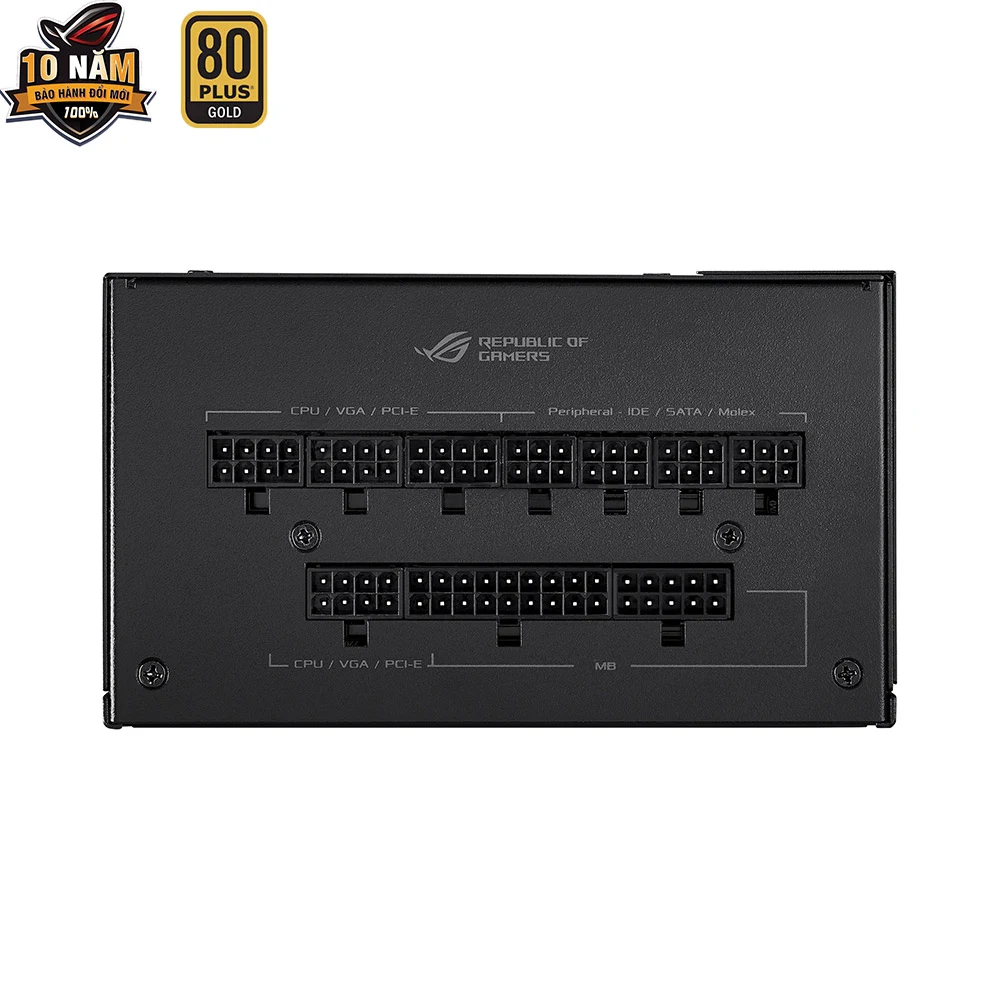 10 NĂM
BẢO HÀNH ĐỔI MỚI
100%
80
PLUS
GOLD
REPUBLIC OF
GAMERS
CPU / VGA / PCI-E
Peripheral - IDE / SATA / Molex
CPU / VGA / PCI-E
MB